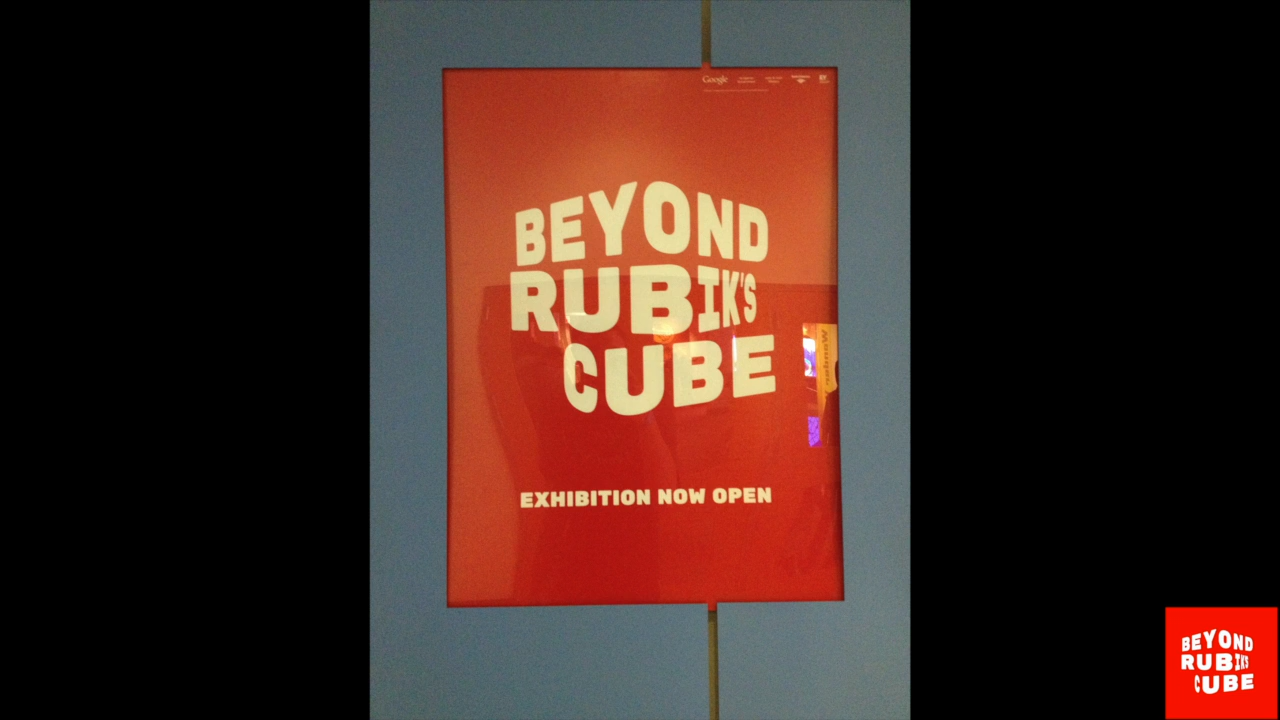 Google
BEYOND
RUBIK'S
CUBE
EXHIBITION NOW OPEN
BEYOND
RUBIK'S
CUBE